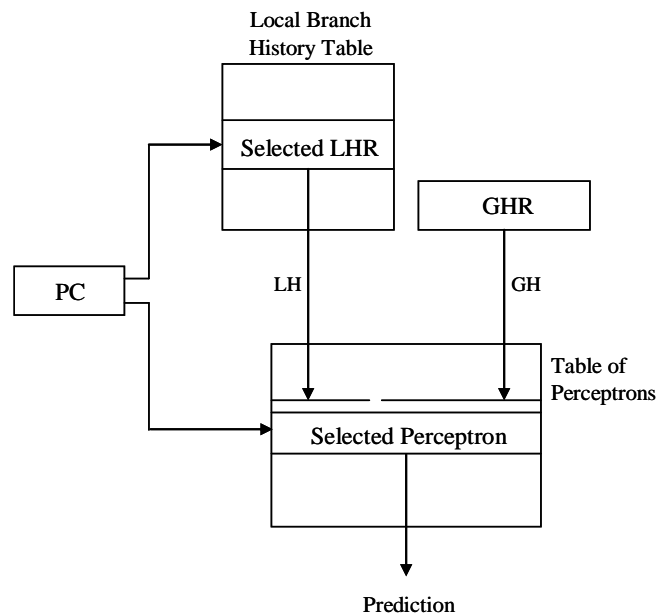 Local Branch
History Table
Selected LHR
GHR
PC
LH
GH
Table of
Perceptrons
Selected Perceptron
Prediction